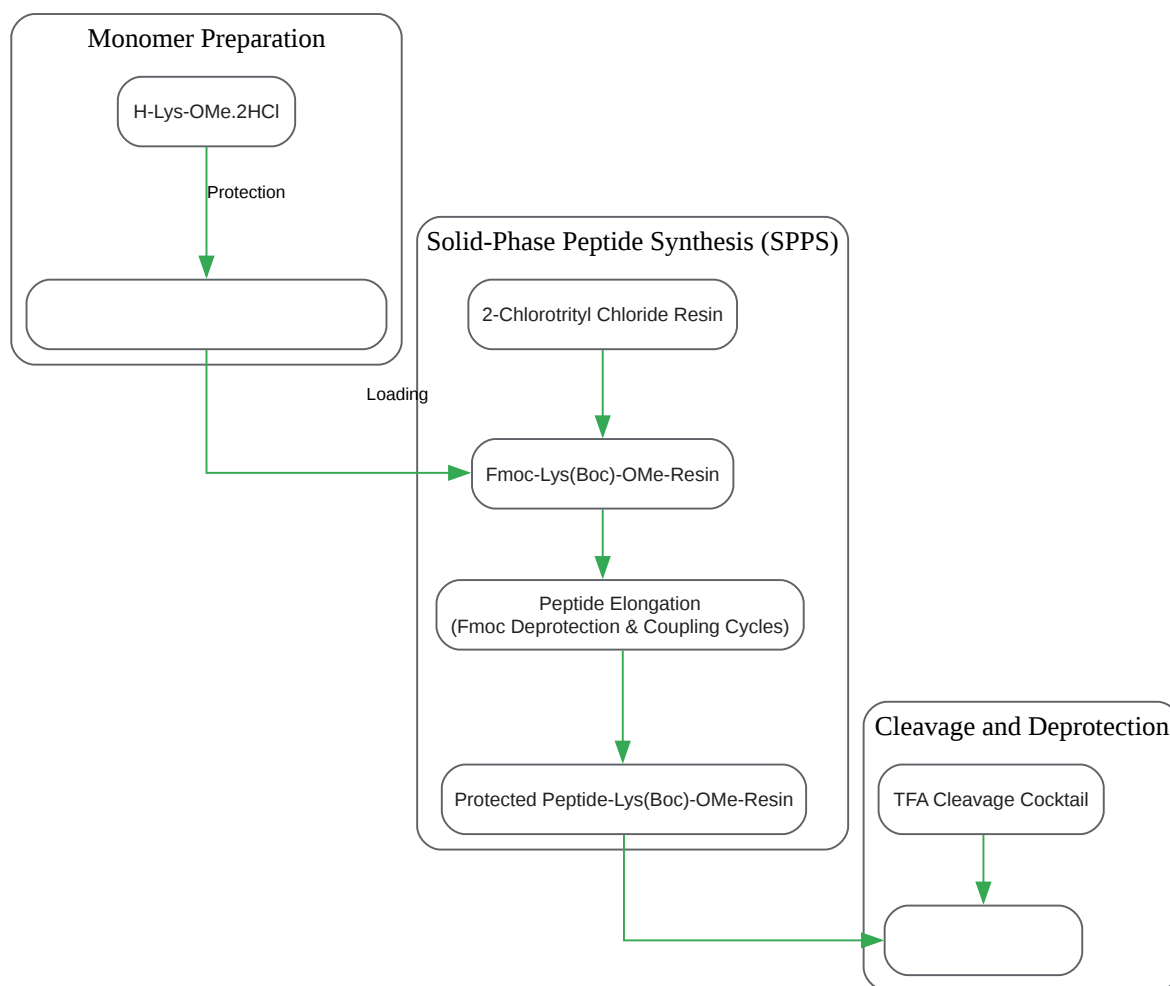 Monomer Preparation
H-Lys-OMe.2HCl
Protection
Solid-Phase Peptide Synthesis (SPPS)
2-Chlorotrityl Chloride Resin
Loading
Fmoc-Lys(Boc)-OMe-Resin
Peptide Elongation
(Fmoc Deprotection & Coupling Cycles)
Protected Peptide-Lys(Boc)-OMe-Resin
Cleavage and Deprotection
TFA Cleavage Cocktail